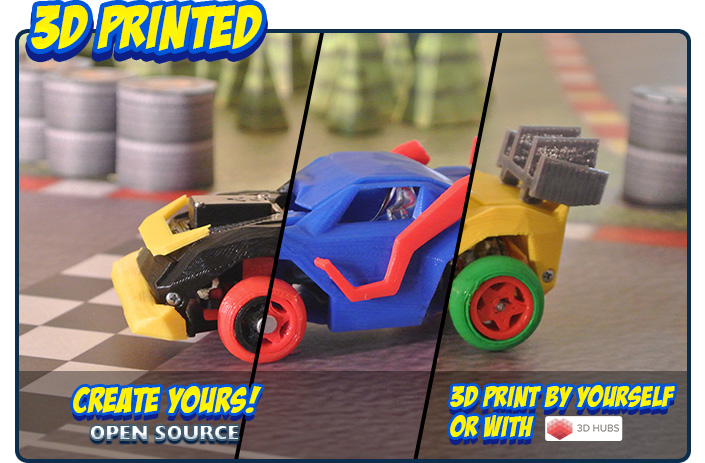 3D PRINTED
CREATE YOURS!
OPEN SOURCE
3D PRINT BY YOURSELF
OR WITH 3D HUBS